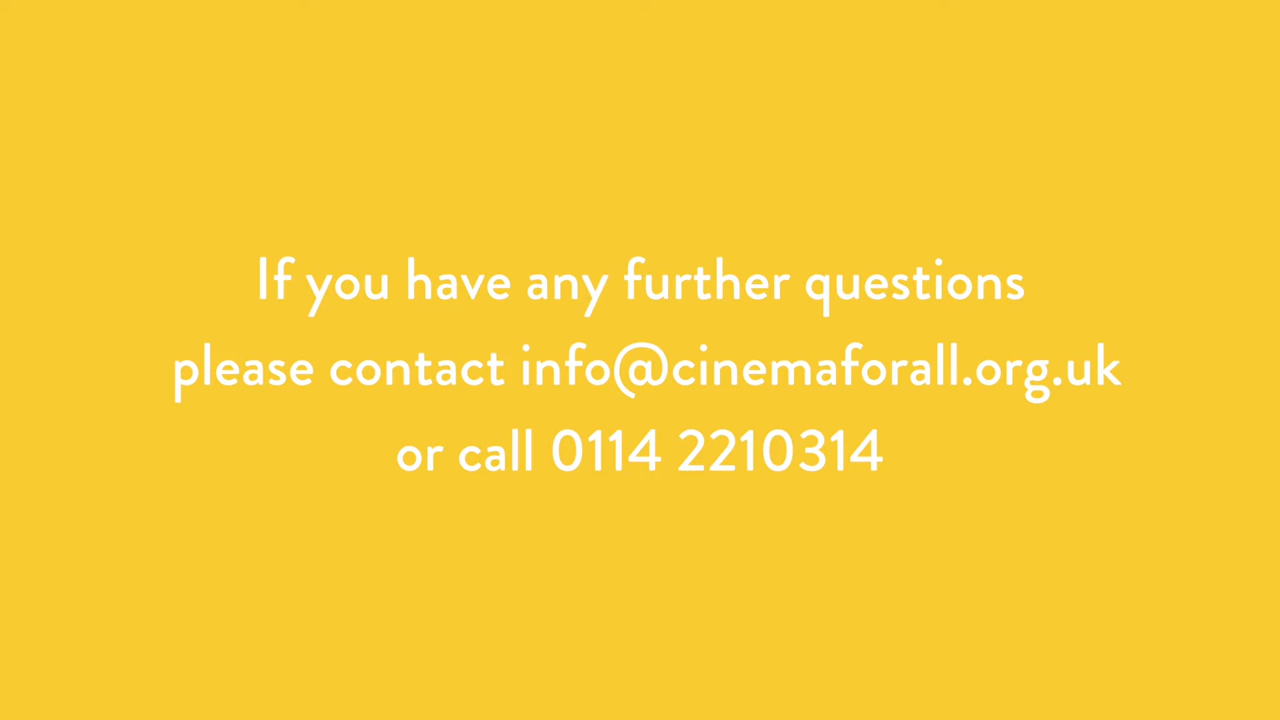 If you have any further questions
please contact info@cinemaforall.org.uk
or call 0114 2210314